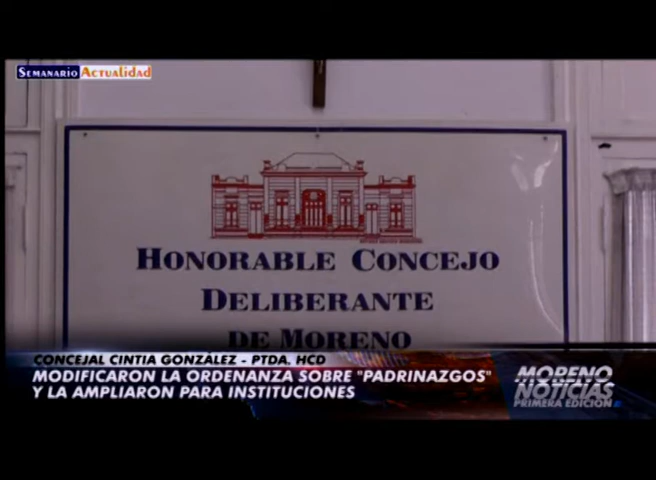 Semanario Actualidad
Honorable Concejo
Deliberante
de Moreno
CONCEJAL CINTIA GONZÁLEZ - PTDA. HCD
MODIFICARON LA ORDENANZA SOBRE "PADRINAZGOS"
Y LA AMPLIARON PARA INSTITUCIONES
MORENO
NOTICIAS
PRIMERA EDICION